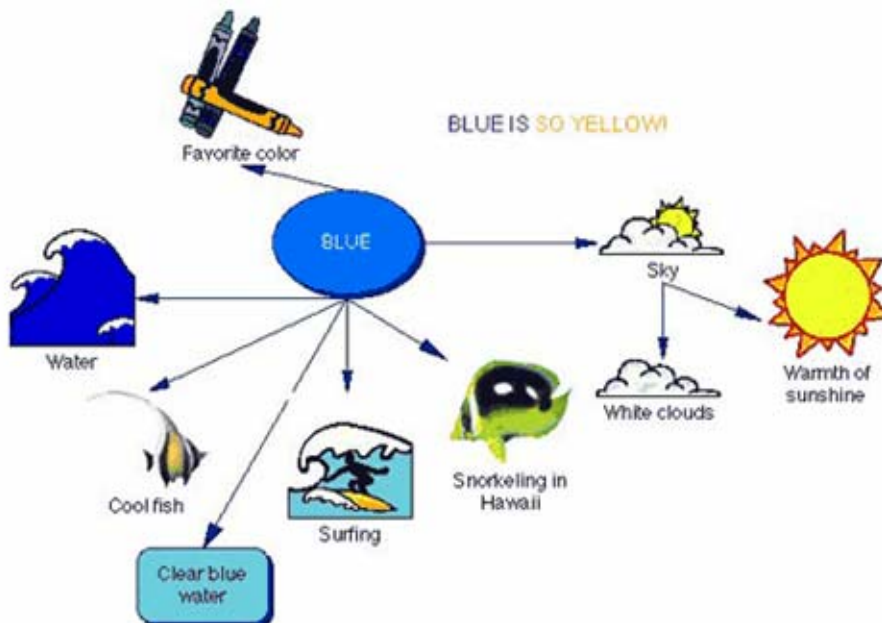 BLUE IS SO YELLOW!
Favorite color
BLUE
Sky
Water
White clouds
Warmth of
sunshine
Cool fish
Surfing
Snorkeling in
Hawaii
Clear blue
water